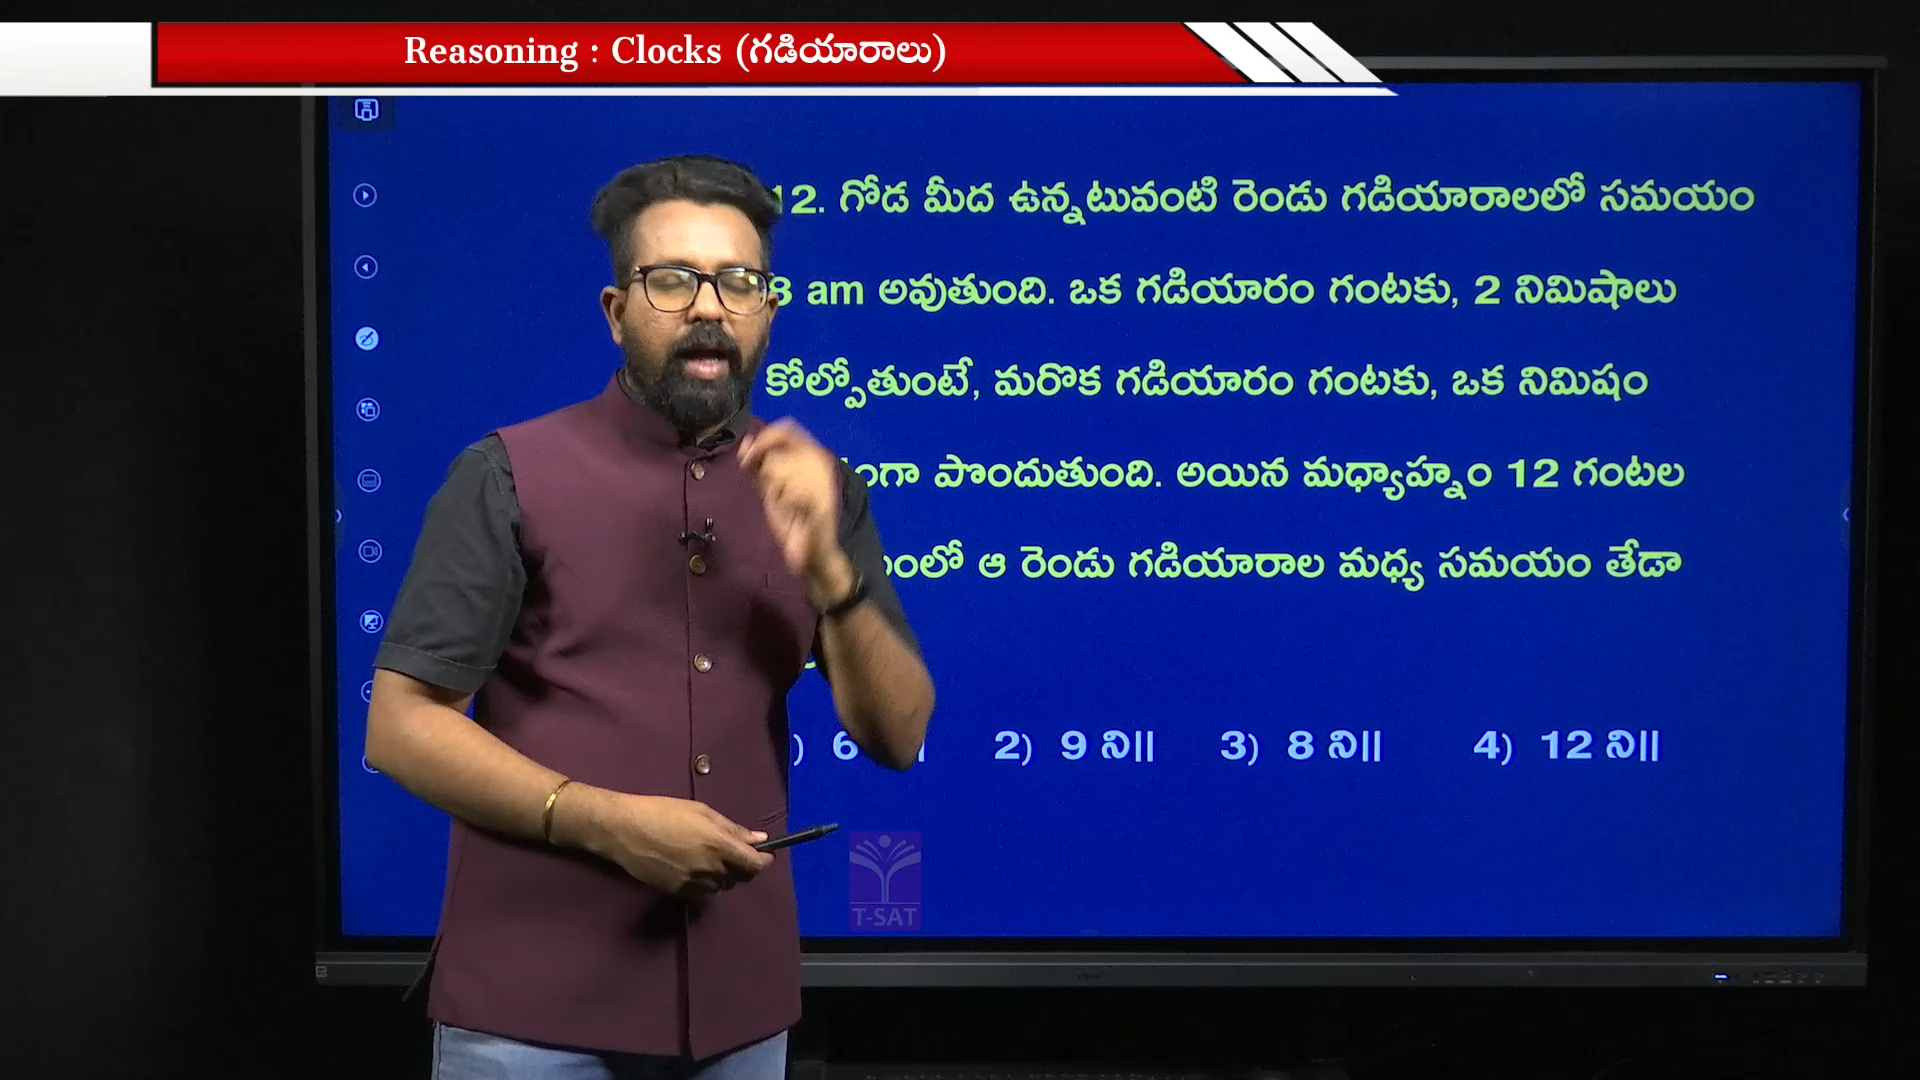 Reasoning : Clocks (గడియారాలు)
12. గోడ మీద ఉన్నటువంటి రెండు గడియారాలలో సమయం
8 am అవుతుంది. ఒక గడియారం గంటకు, 2 నిమిషాలు
కోల్పోతుంటే, మరొక గడియారం గంటకు, ఒక నిమిషం
పొందుతుంది. అయిన మధ్యాహ్నం 12 గంటల
ఆ రెండు గడియారాల మధ్య సమయం తేడా
6 2) 9 ని|| 3) 8 ని|| 4) 12 ని||
T-SAT